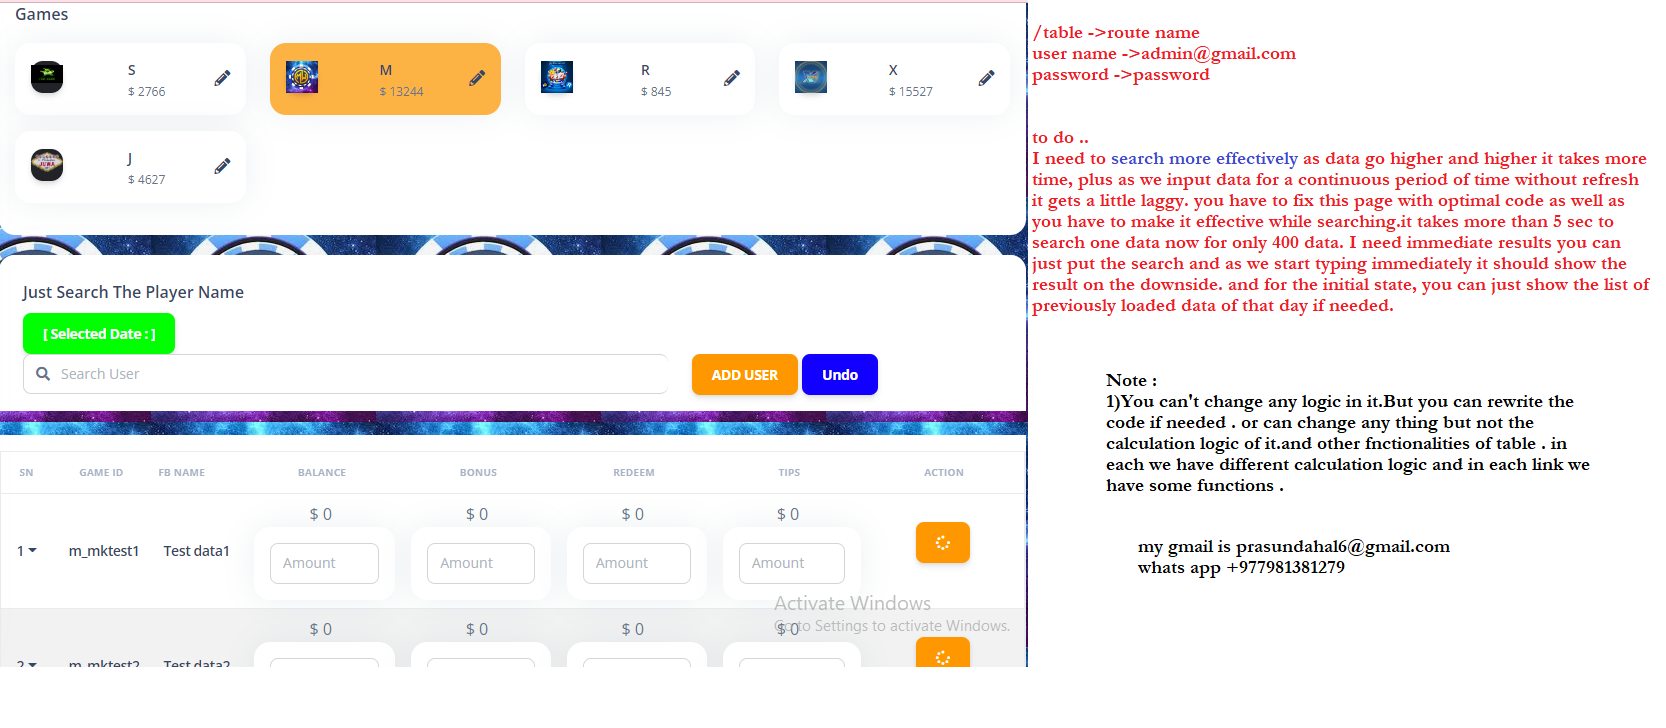 Games
S
$ 2766
M
$ 13244
R
$ 845
X
$ 15527
J
$ 4627
Just Search The Player Name
[ Selected Date : ]
Search User
ADD USER
Undo
SN GAME ID FB NAME BALANCE BONUS REDEEM TIPS ACTION
$ 0 $ 0 $ 0 $ 0
1 m_mktest1 Test data1 Amount Amount Amount Amount
$ 0 $ 0 $ 0 $ 0
2 m_mktest2 Test data2
Activate Windows
Go to Settings to activate Windows.
/table ->route name
user name ->admin@gmail.com
password ->password
to do ..
I need to search more effectively as data go higher and higher it takes more
time, plus as we input data for a continuous period of time without refresh
it gets a little laggy. you have to fix this page with optimal code as well as
you have to make it effective while searching.it takes more than 5 sec to
search one data now for only 400 data. I need immediate results you can
just put the search and as we start typing immediately it should show the
result on the downside. and for the initial state, you can just show the list of
previously loaded data of that day if needed.
Note :
1)You can't change any logic in it.But you can rewrite the
code if needed . or can change any thing but not the
calculation logic of it.and other fnctionalities of table . in
each we have different calculation logic and in each link we
have some functions .
my gmail is prasundahal6@gmail.com
whats app +977981381279